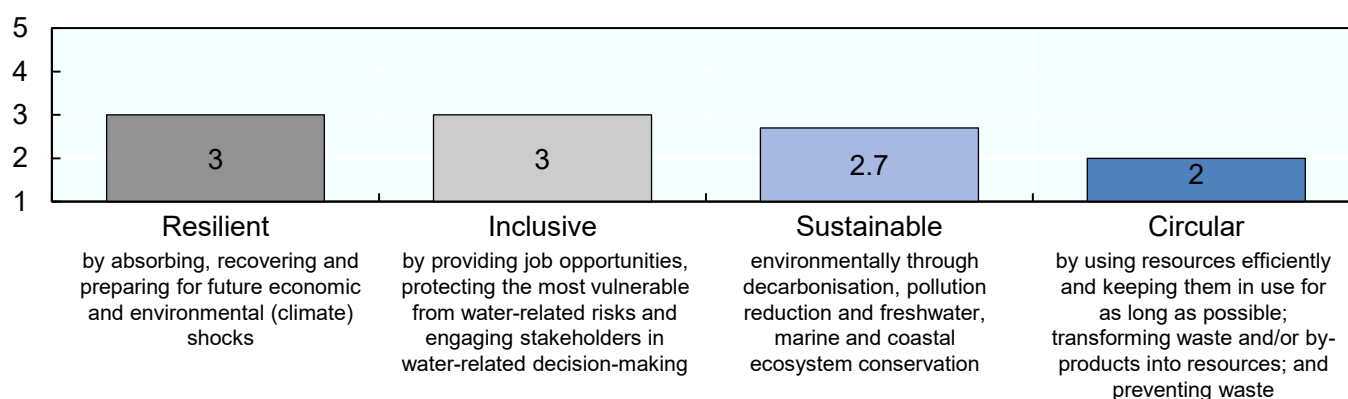 5
4
3
2
1
3
3
2.7
2
Resilient
by absorbing, recovering and
preparing for future economic
and environmental (climate)
shocks
Inclusive
by providing job opportunities,
protecting the most vulnerable
from water-related risks and
engaging stakeholders in
water-related decision-making
Sustainable
environmentally through
decarbonisation, pollution
reduction and freshwater,
marine and coastal
ecosystem conservation
Circular
by using resources efficiently
and keeping them in use for
as long as possible;
transforming waste and/or by-
products into resources; and
preventing waste